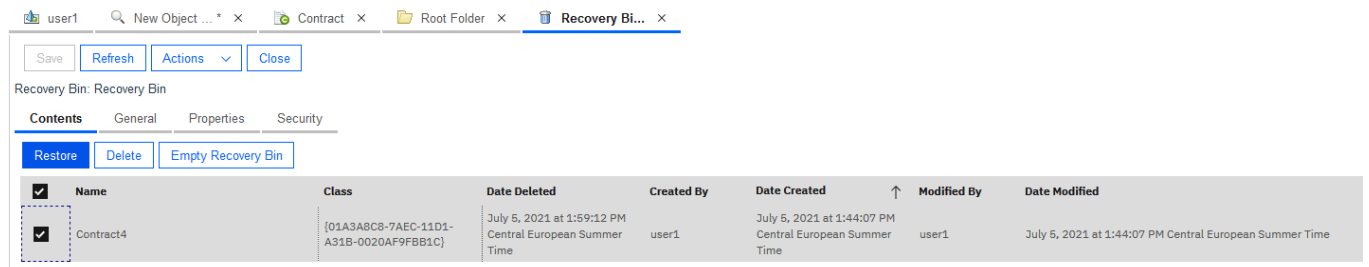 user1 New Object ... * × Contract × Root Folder × Recovery Bi... ×
Save Refresh Actions Close
Recovery Bin: Recovery Bin
Contents General Properties Security
Restore Delete Empty Recovery Bin
Name Class Date Deleted Created By Date Created ↑ Modified By Date Modified
Contract4
{01A3A8C8-7AEC-11D1-
A31B-0020AF9FBB1C}
July 5, 2021 at 1:59:12 PM
Central European Summer
Time
user1
July 5, 2021 at 1:44:07 PM
Central European Summer
Time
user1
July 5, 2021 at 1:44:07 PM Central European Summer Time